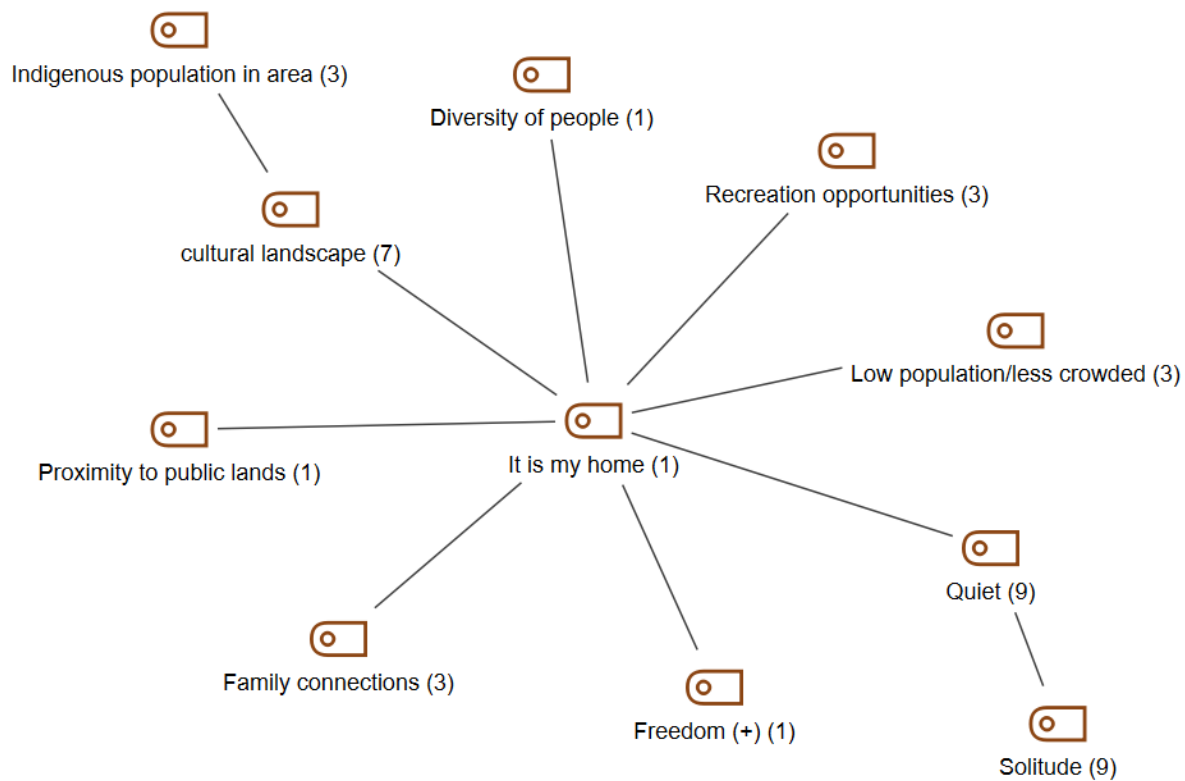 Indigenous population in area (3)
Diversity of people (1)
Recreation opportunities (3)
cultural landscape (7)
Low population/less crowded (3)
Proximity to public lands (1)
It is my home (1)
Quiet (9)
Family connections (3)
Freedom (+) (1)
Solitude (9)